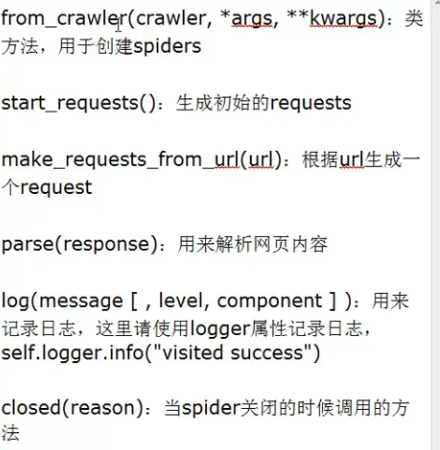 from_crawler(crawler, *args, **kwargs)：类
方法，用于创建spiders
start_requests()：生成初始的requests
make_requests_from_url(url)：根据url生成一
个request
parse(response)：用来解析网页内容
log(message [ , level, component ] )：用来
记录日志，这里请使用logger属性记录日志，
self.logger.info("visited success")
closed(reason)：当spider关闭的时候调用的方
法